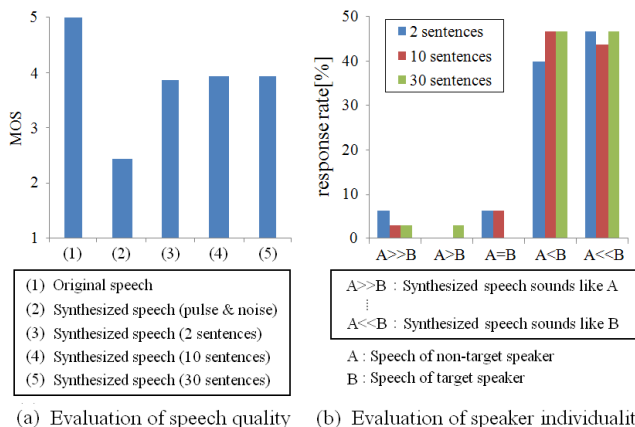 5
4
3
2
1
MOS
(1) (2) (3) (4) (5)
(1) Original speech
(2) Synthesized speech (pulse & noise)
(3) Synthesized speech (2 sentences)
(4) Synthesized speech (10 sentences)
(5) Synthesized speech (30 sentences)
(a) Evaluation of speech quality
50
40
30
20
10
0
response rate[%]
2 sentences
10 sentences
30 sentences
A>>B A>B A=B A<B A<<B
A>>B : Synthesized speech sounds like A
A<<B : Synthesized speech sounds like B
A : Speech of non-target speaker
B : Speech of target speaker
(b) Evaluation of speaker individualit